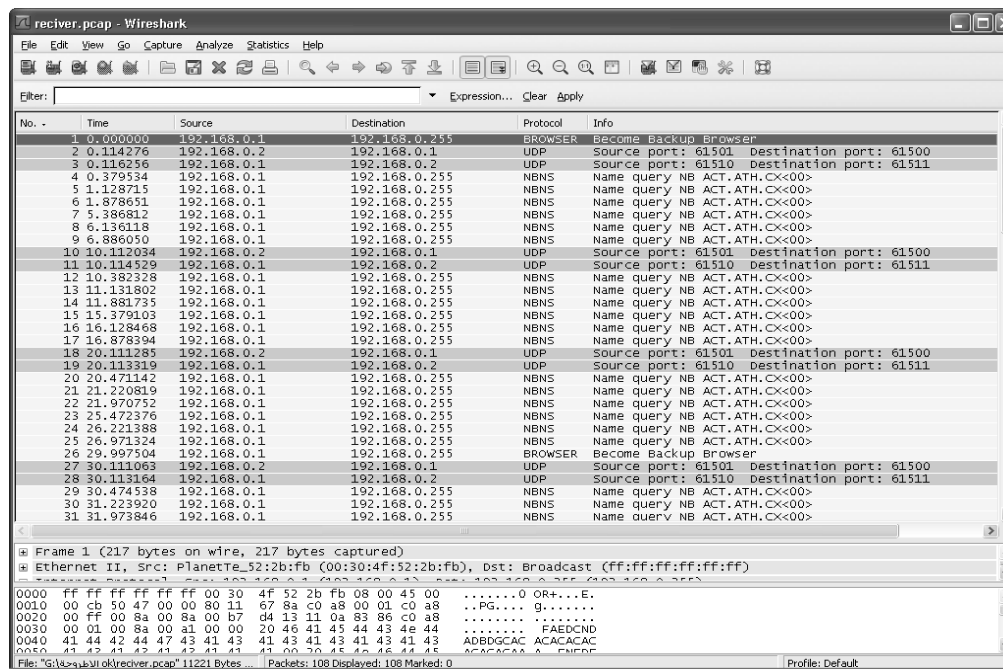 reciver.pcap - Wireshark
File Edit View Go Capture Analyze Statistics Help
Filter: Expression... Clear Apply
No. - Time Source Destination Protocol Info
1 0.000000 192.168.0.1 192.168.0.255 BROWSER Become Backup Browser
2 0.114276 192.168.0.2 192.168.0.1 UDP Source port: 61501 Destination port: 61500
3 0.116256 192.168.0.1 192.168.0.2 UDP Source port: 61510 Destination port: 61511
4 0.379534 192.168.0.1 192.168.0.255 NBNS Name query NB ACT.ATH.CX<00>
5 1.128715 192.168.0.1 192.168.0.255 NBNS Name query NB ACT.ATH.CX<00>
6 1.878651 192.168.0.1 192.168.0.255 NBNS Name query NB ACT.ATH.CX<00>
7 5.386812 192.168.0.1 192.168.0.255 NBNS Name query NB ACT.ATH.CX<00>
8 6.136118 192.168.0.1 192.168.0.255 NBNS Name query NB ACT.ATH.CX<00>
9 6.886050 192.168.0.1 192.168.0.255 NBNS Name query NB ACT.ATH.CX<00>
10 10.112034 192.168.0.2 192.168.0.1 UDP Source port: 61501 Destination port: 61500
11 10.114529 192.168.0.1 192.168.0.2 UDP Source port: 61510 Destination port: 61511
12 10.382328 192.168.0.1 192.168.0.255 NBNS Name query NB ACT.ATH.CX<00>
13 11.131802 192.168.0.1 192.168.0.255 NBNS Name query NB ACT.ATH.CX<00>
14 11.881735 192.168.0.1 192.168.0.255 NBNS Name query NB ACT.ATH.CX<00>
15 15.379103 192.168.0.1 192.168.0.255 NBNS Name query NB ACT.ATH.CX<00>
16 16.128468 192.168.0.1 192.168.0.255 NBNS Name query NB ACT.ATH.CX<00>
17 16.878394 192.168.0.1 192.168.0.255 NBNS Name query NB ACT.ATH.CX<00>
18 20.111285 192.168.0.2 192.168.0.1 UDP Source port: 61501 Destination port: 61500
19 20.113319 192.168.0.1 192.168.0.2 UDP Source port: 61510 Destination port: 61511
20 20.471142 192.168.0.1 192.168.0.255 NBNS Name query NB ACT.ATH.CX<00>
21 21.220819 192.168.0.1 192.168.0.255 NBNS Name query NB ACT.ATH.CX<00>
22 21.970752 192.168.0.1 192.168.0.255 NBNS Name query NB ACT.ATH.CX<00>
23 25.472376 192.168.0.1 192.168.0.255 NBNS Name query NB ACT.ATH.CX<00>
24 26.221388 192.168.0.1 192.168.0.255 NBNS Name query NB ACT.ATH.CX<00>
25 26.971324 192.168.0.1 192.168.0.255 NBNS Name query NB ACT.ATH.CX<00>
26 29.997504 192.168.0.1 192.168.0.255 BROWSER Become Backup Browser
27 30.111063 192.168.0.2 192.168.0.1 UDP Source port: 61501 Destination port: 61500
28 30.113164 192.168.0.1 192.168.0.2 UDP Source port: 61510 Destination port: 61511
29 30.474538 192.168.0.1 192.168.0.255 NBNS Name query NB ACT.ATH.CX<00>
30 31.223920 192.168.0.1 192.168.0.255 NBNS Name query NB ACT.ATH.CX<00>
31 31.973846 192.168.0.1 192.168.0.255 NBNS Name query NB ACT.ATH.CX<00>
Frame 1 (217 bytes on wire, 217 bytes captured)
Ethernet II, Src: PlanetTe_52:2b:fb (00:30:4f:52:2b:fb), Dst: Broadcast (ff:ff:ff:ff:ff:ff)
0000 ff ff ff ff ff ff 00 30 4f 52 2b fb 08 00 45 00 .......0 OR+...E.
0010 00 cb 50 47 00 00 80 11 67 8a c0 a8 00 01 c0 a8 ..PG.... g.......
0020 00 ff 00 8a 00 8a 00 b7 d4 13 11 0a 83 86 c0 a8 ........ ........
0030 00 01 00 8a 00 a1 00 00 20 46 41 45 44 43 4e 44 ........ FAEDCND
0040 41 44 42 44 47 43 41 43 41 43 41 43 41 43 41 43 ADBDGCAC ACACACAC
File: "G:\الاطروحة ok\reciver.pcap" 11221 Bytes ... Packets: 108 Displayed: 108 Marked: 0 Profile: Default